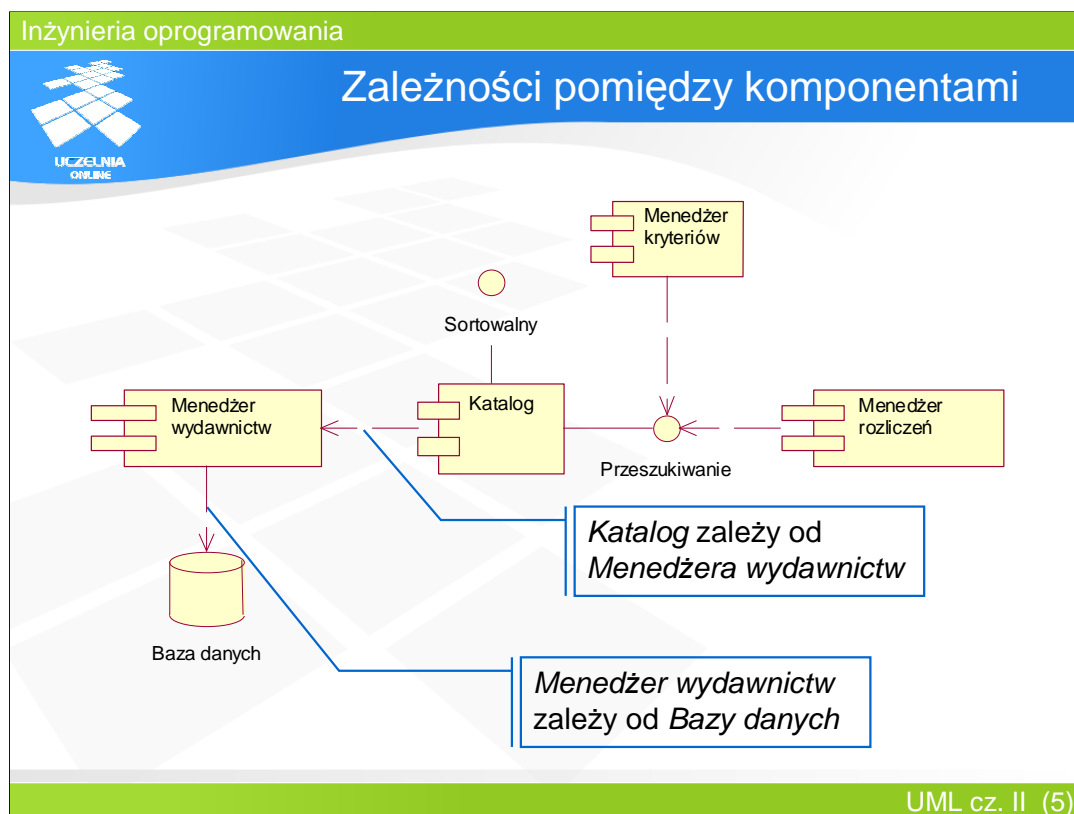 Inżynieria oprogramowania
Zależności pomiędzy komponentami
UCZELNIA
ONLINE
Menedżer
kryteriów
Sortowalny
Menedżer
wydawnictw
Katalog
Menedżer
rozliczeń
Przeszukiwanie
Katalog zależy od
Menedżera wydawnictw
Baza danych
Menedżer wydawnictw
zależy od Bazy danych
UML cz. II (5)